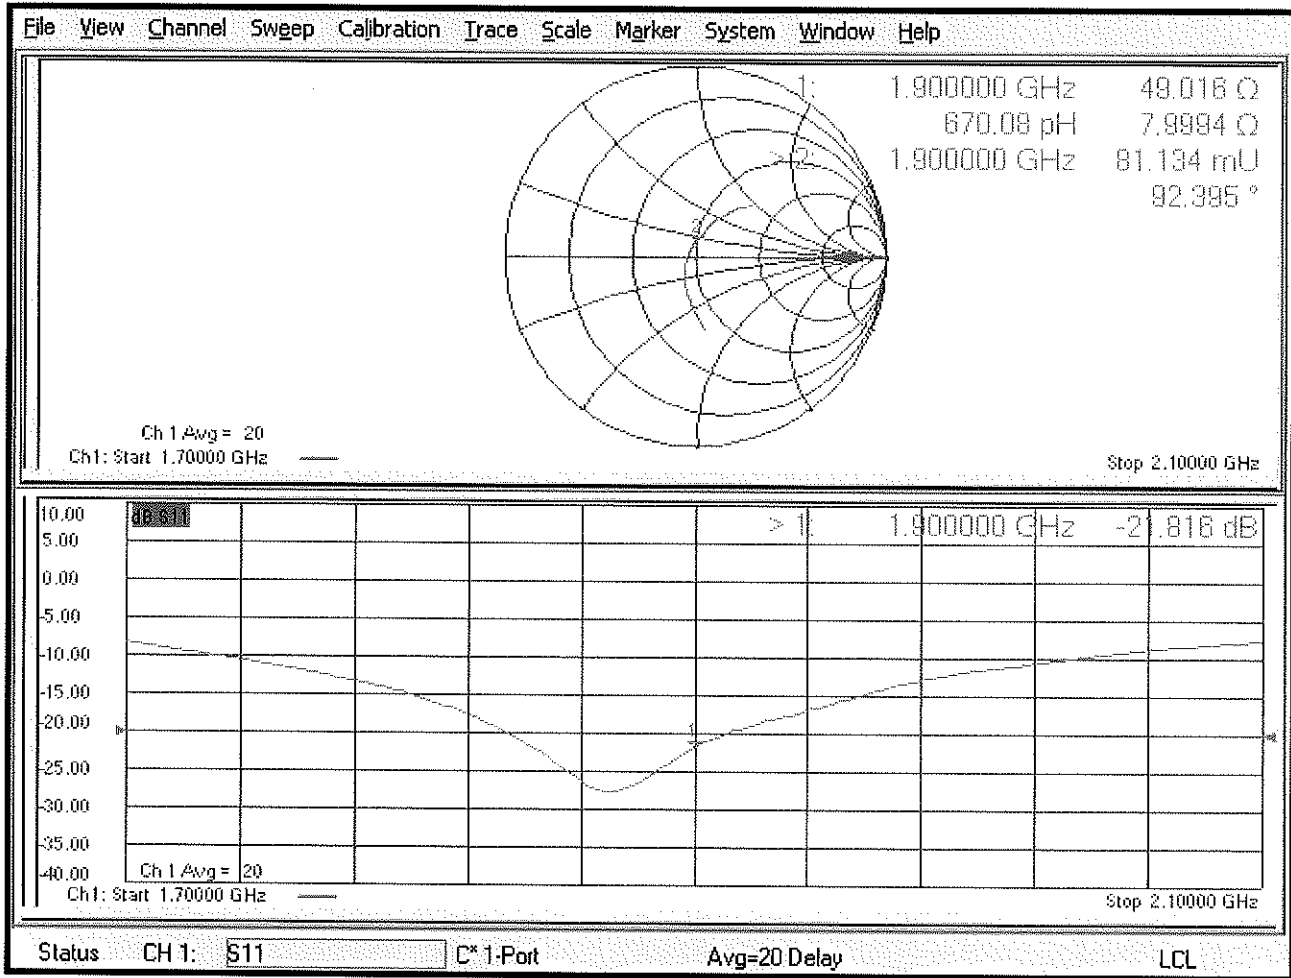 File View Channel Sweep Calibration Trace Scale Marker System Window Help
1: 1.900000 GHz 49.016 Ω
670.08 pH 7.9994 Ω
> 2: 1.900000 GHz 81.134 mU
92.395 °
2
Ch 1 Avg = 20
Ch1: Start 1.70000 GHz Stop 2.10000 GHz
10.00 dB S11 > 1: 1.900000 GHz -21.816 dB
5.00
0.00
-5.00
-10.00
-15.00
-20.00 1
-25.00
-30.00
-35.00
-40.00 Ch 1 Avg = 20
Ch1: Start 1.70000 GHz Stop 2.10000 GHz
Status CH 1: S11 C* 1-Port Avg=20 Delay LCL